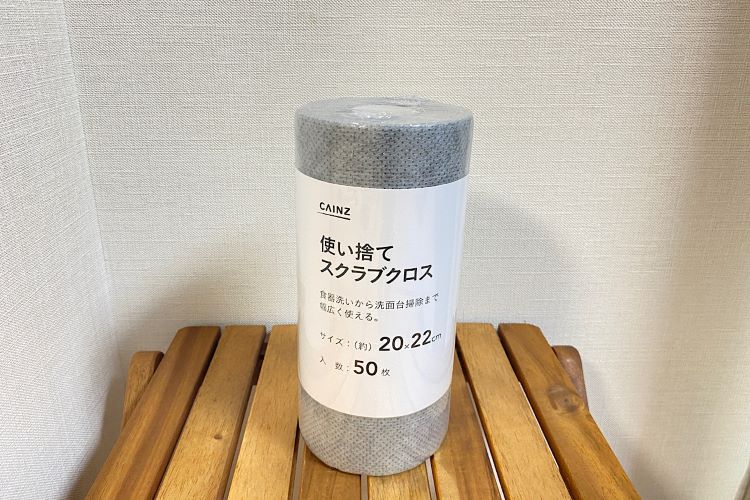 CAINZ
使い捨て
スクラブクロス
食器洗いから洗面台掃除まで
幅広く使える。
サイズ：(約) 20×22cm
入　数：50枚